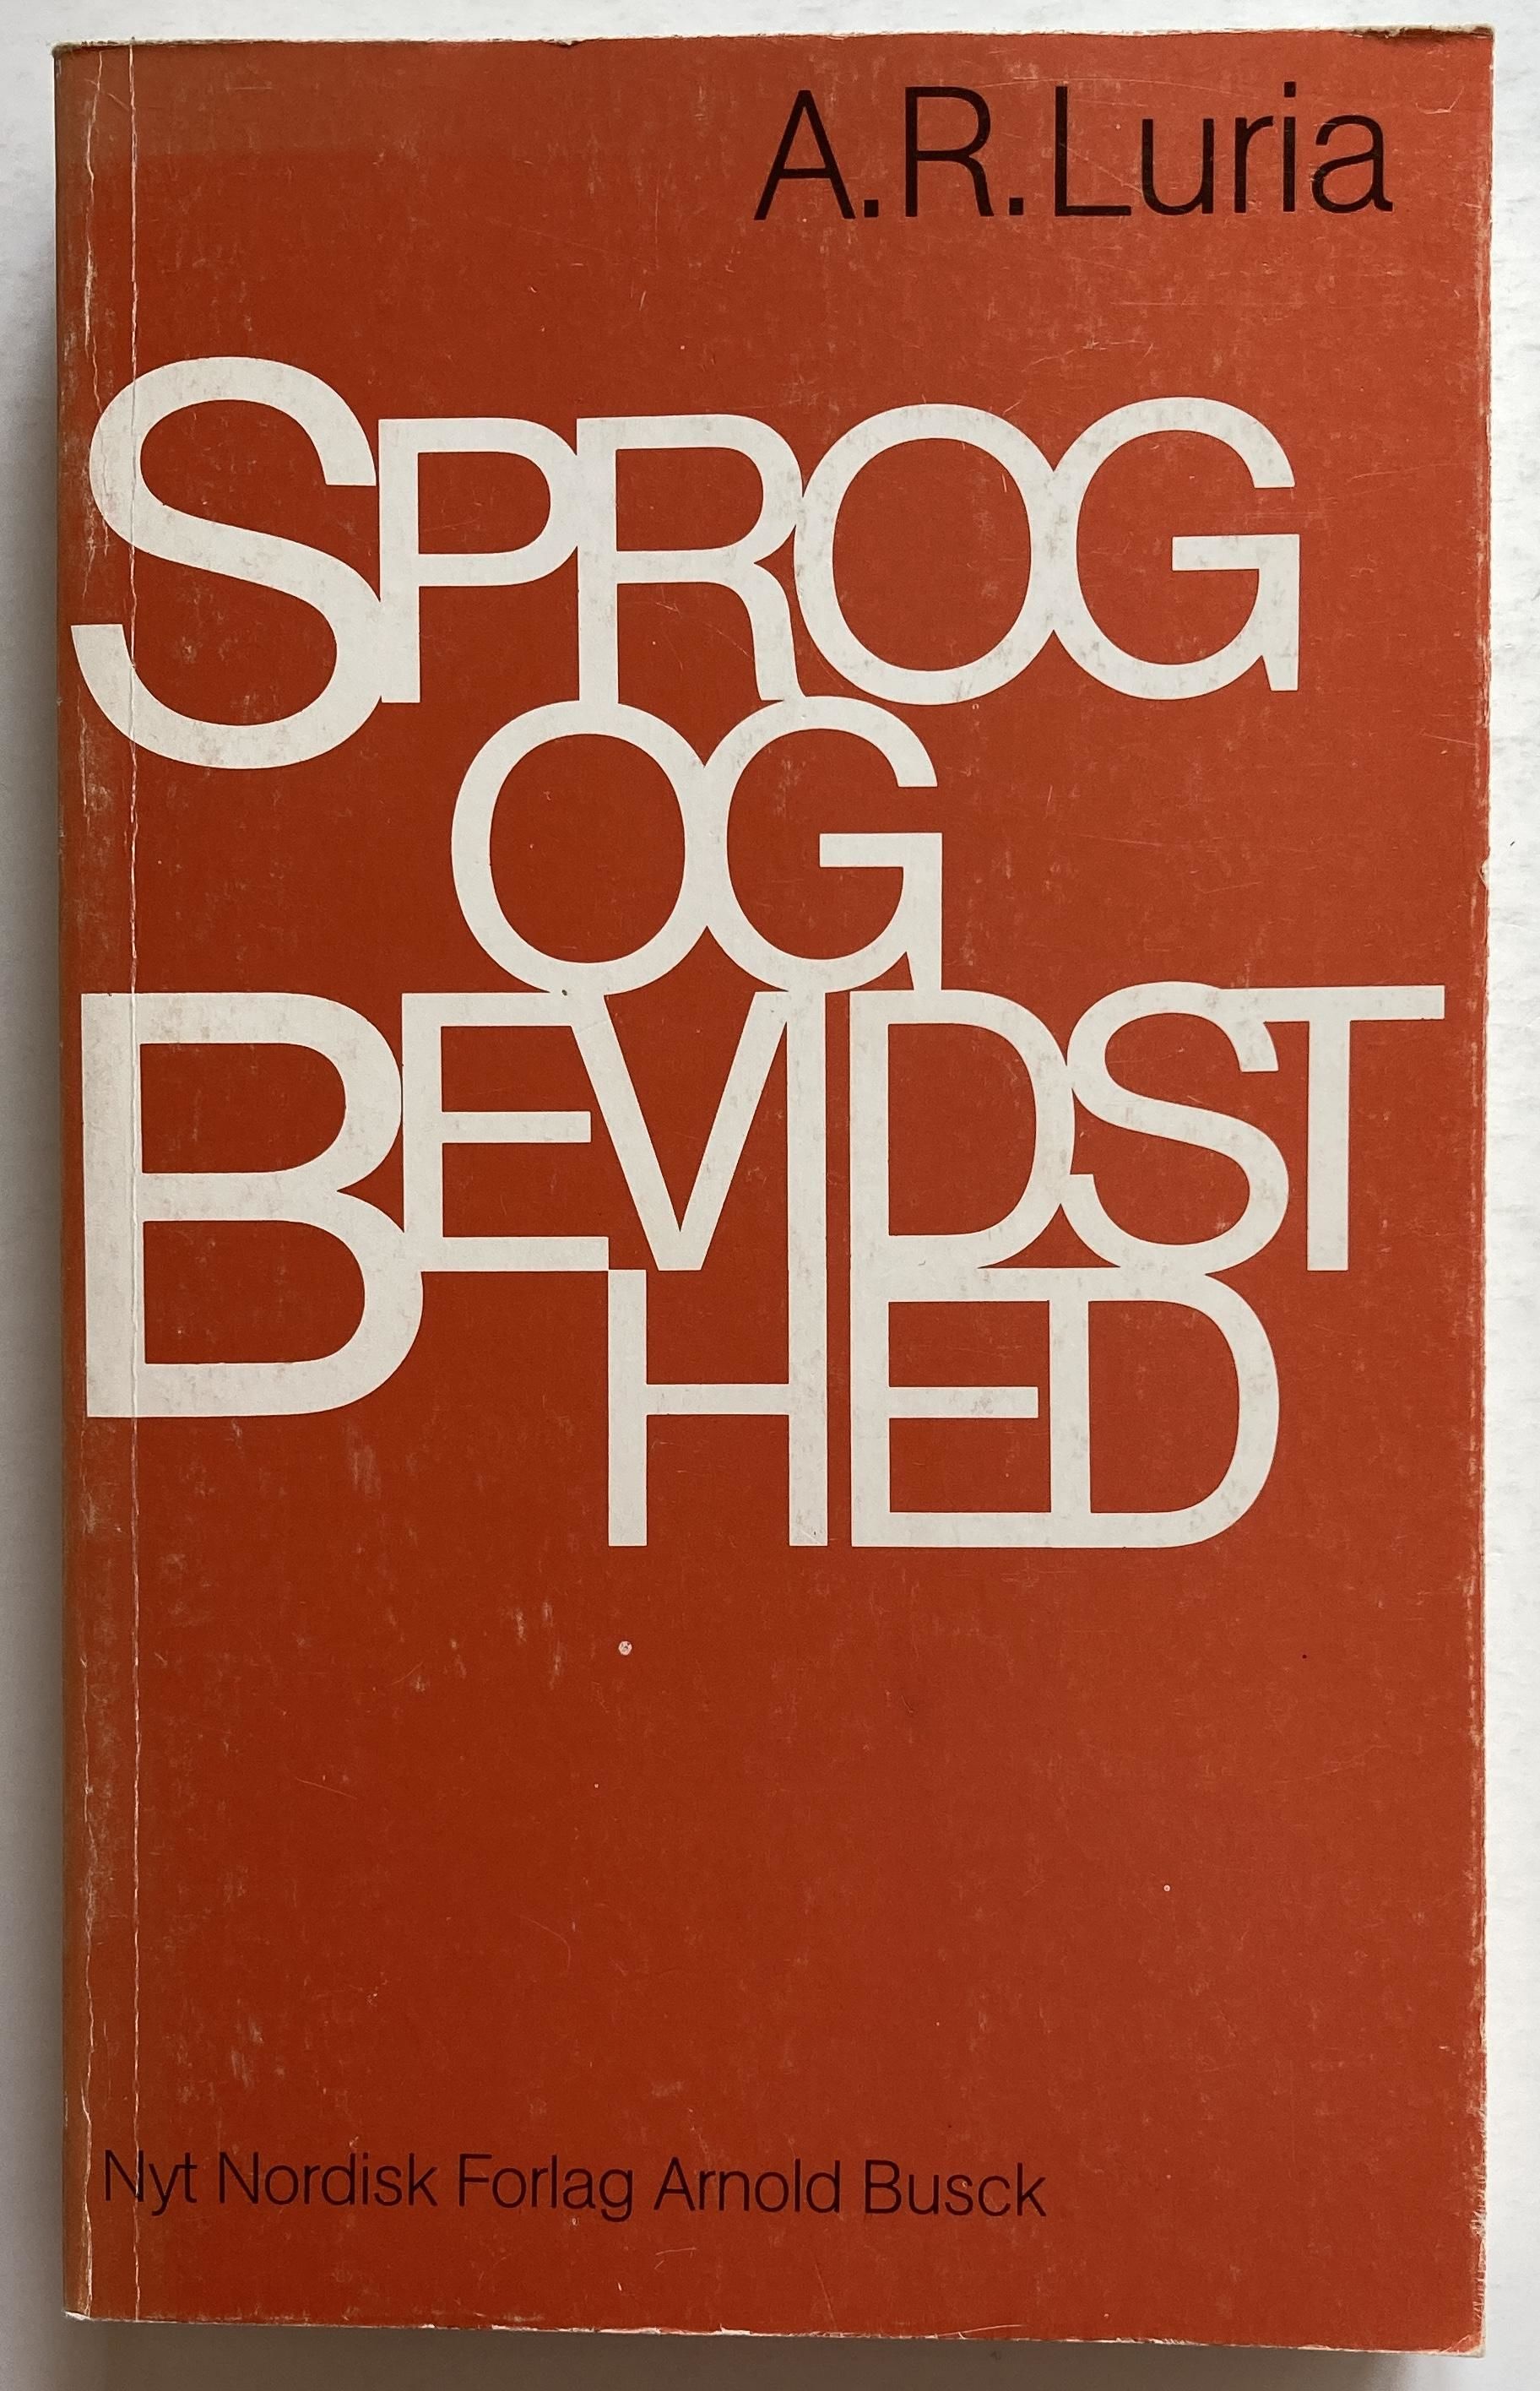 A.R. Luria
SPROG
OG
BEVIDST
HED
Nyt Nordisk Forlag Arnold Busck